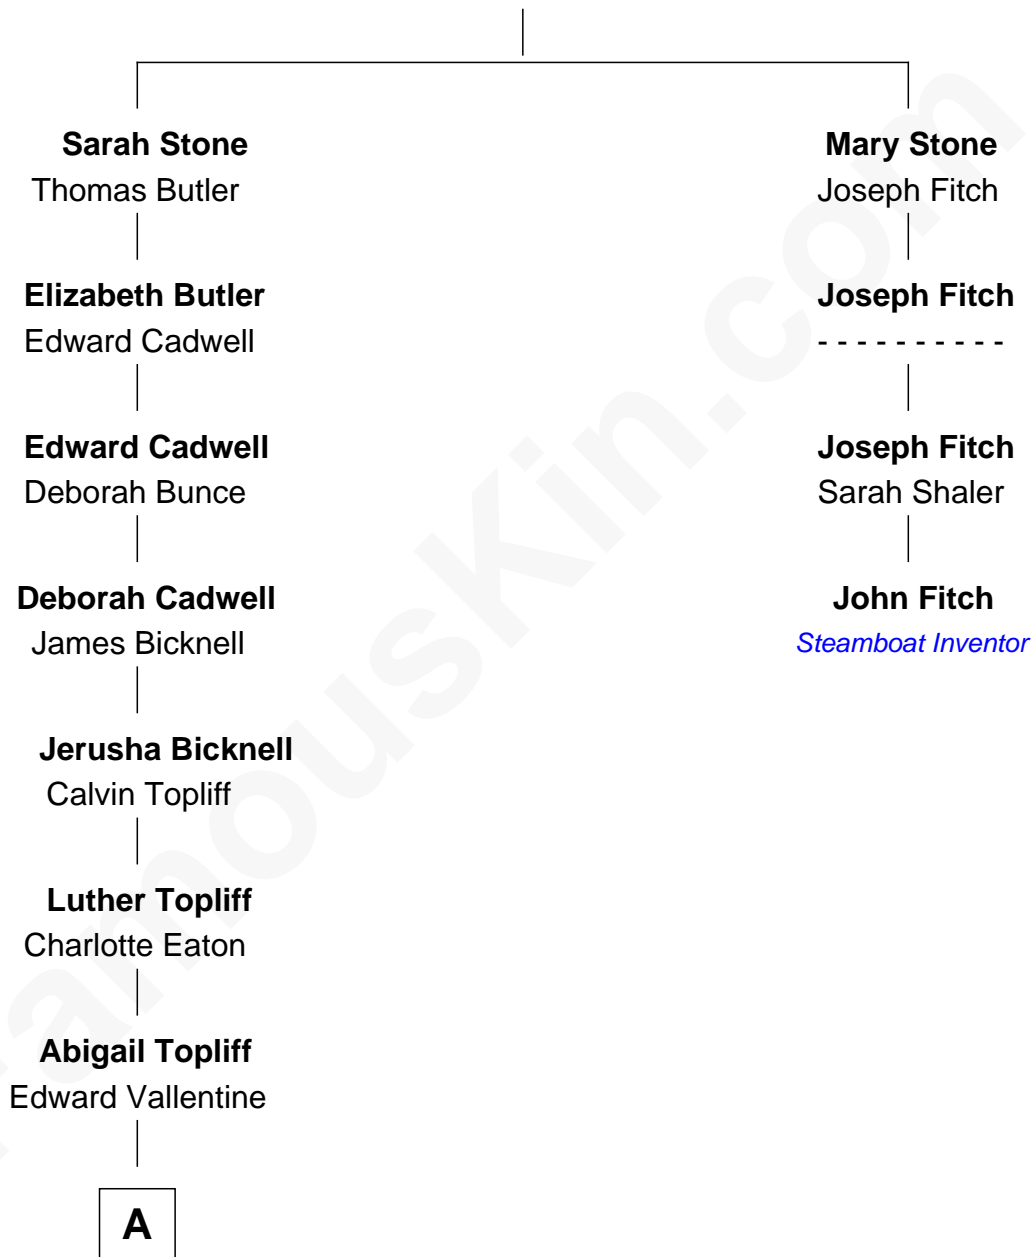 Sarah Stone
Thomas Butler
Mary Stone
Joseph Fitch
Elizabeth Butler
Edward Cadwell
Joseph Fitch
- - - - - - - - - -
Edward Cadwell
Deborah Bunce
Joseph Fitch
Sarah Shaler
Deborah Cadwell
James Bicknell
John Fitch
Steamboat Inventor
Jerusha Bicknell
Calvin Topliff
Luther Topliff
Charlotte Eaton
Abigail Topliff
Edward Vallentine
A
FamousKin.com